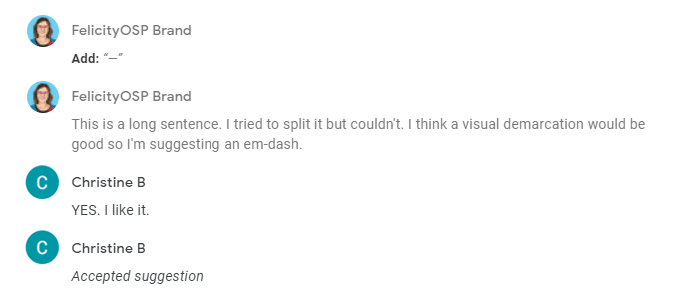 FelicityOSP Brand
Add: “—”
FelicityOSP Brand
This is a long sentence. I tried to split it but couldn't. I think a visual demarcation would be
good so I'm suggesting an em-dash.
C
Christine B
YES. I like it.
C
Christine B
Accepted suggestion